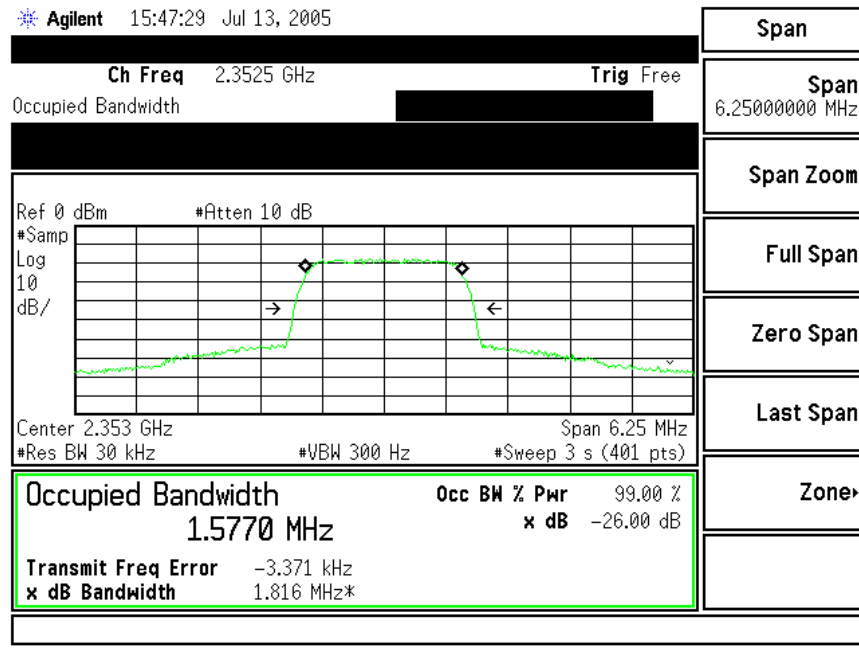 Agilent 15:47:29 Jul 13, 2005
Span
Ch Freq 2.3525 GHz Trig Free
Occupied Bandwidth
Span
6.25000000 MHz
Span Zoom
Full Span
Zero Span
Last Span
Zone
Ref 0 dBm #Atten 10 dB
#Samp
Log
10
dB/
Center 2.353 GHz Span 6.25 MHz
#Res BW 30 kHz #VBW 300 Hz #Sweep 3 s (401 pts)
Occupied Bandwidth
1.5770 MHz
Occ BW % Pwr 99.00 %
x dB -26.00 dB
Transmit Freq Error -3.371 kHz
x dB Bandwidth 1.816 MHz*